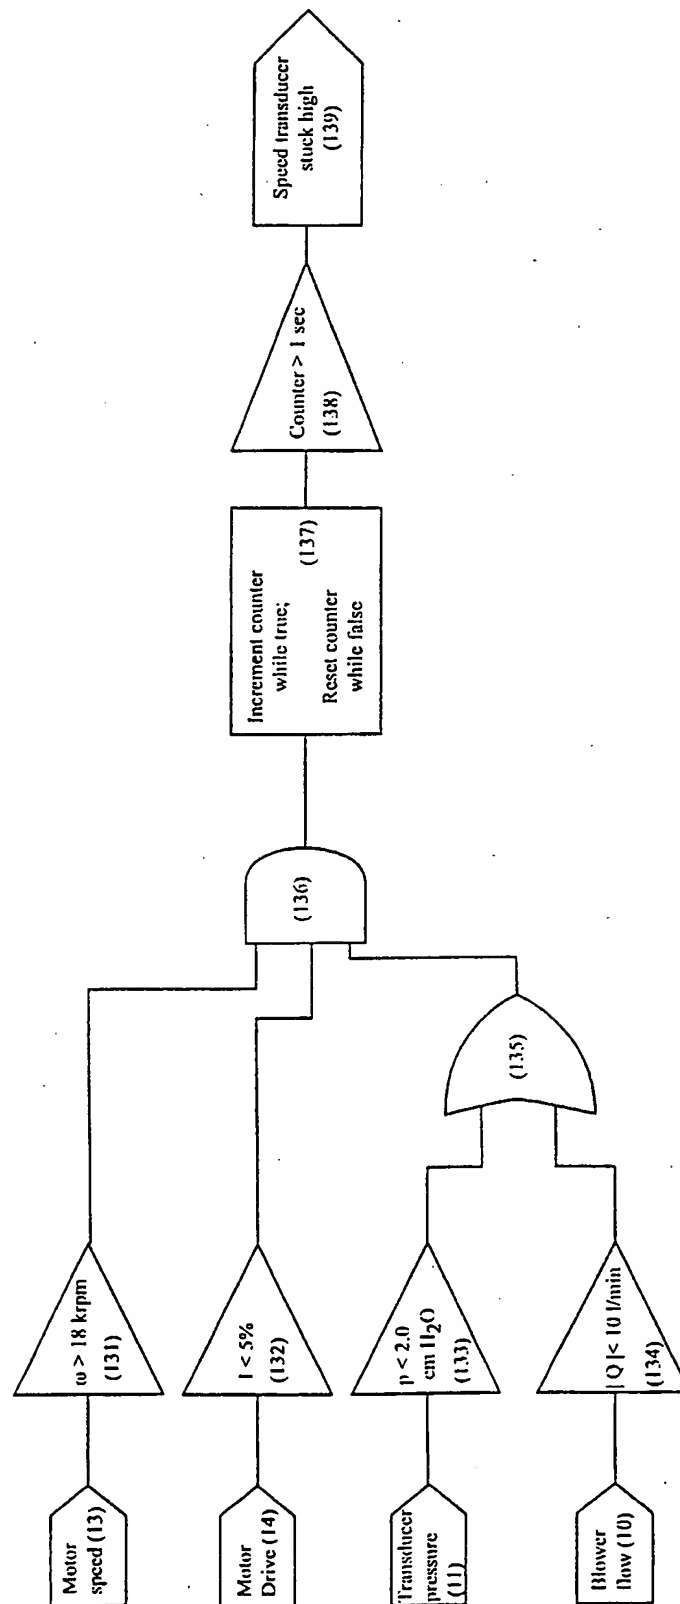 Motor
speed (13)
ω > 18 krpm
(131)
Motor
Drive (14)
I < 5%
(132)
Transducer
pressure
(11)
p < 2.0
cm H₂O
(133)
Blower
flow (10)
| Q |< 10 l/min
(134)
(135)
(136)
Increment counter
while true;
(137)
Reset counter
while false
Counter > 1 sec
(138)
Speed transducer
stuck high
(139)